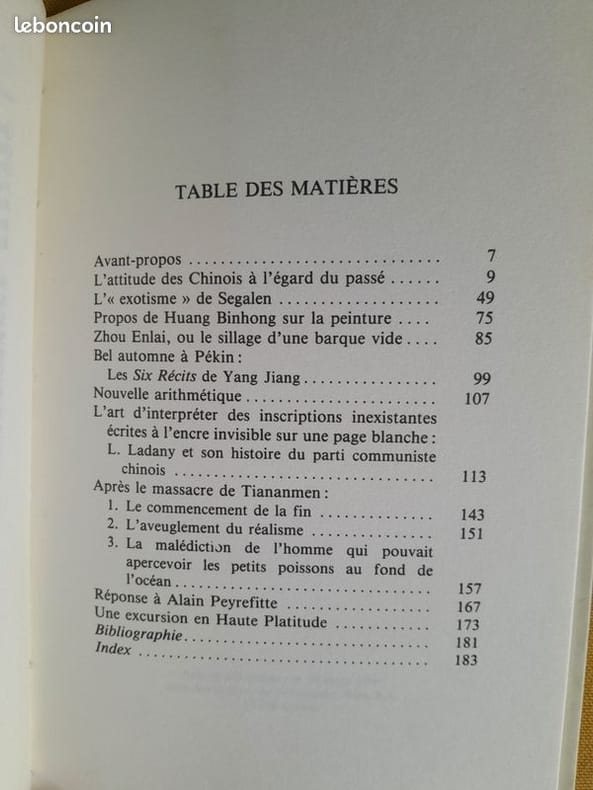 leboncoin
TABLE DES MATIÈRES
Avant-propos ............................... 7
L'attitude des Chinois à l'égard du passé ...... 9
L'« exotisme » de Segalen .................... 49
Propos de Huang Binhong sur la peinture .... 75
Zhou Enlai, ou le sillage d'une barque vide .... 85
Bel automne à Pékin :
Les Six Récits de Yang Jiang ................ 99
Nouvelle arithmétique ........................ 107
L'art d'interpréter des inscriptions inexistantes
écrites à l'encre invisible sur une page blanche :
L. Ladany et son histoire du parti communiste
chinois ................................ 113
Après le massacre de Tiananmen :
1. Le commencement de la fin .............. 143
2. L'aveuglement du réalisme ............... 151
3. La malédiction de l'homme qui pouvait
apercevoir les petits poissons au fond de
l'océan ................................ 157
Réponse à Alain Peyrefitte .................. 167
Une excursion en Haute Platitude ............ 173
Bibliographie .............................. 181
Index .................................... 183